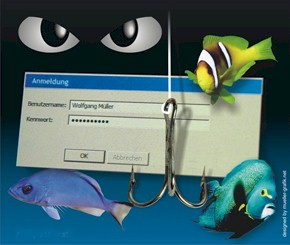 Anmeldung
Benutzername: Wolfgang Müller
Kennwort: ••••••••••
OK Abbrechen
designed by mueller-grafik.net